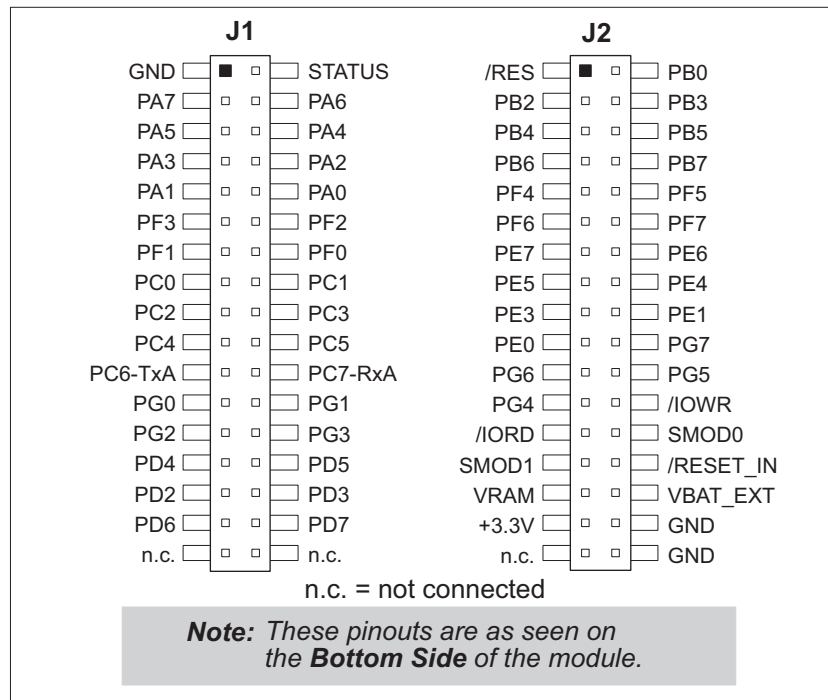 J1 J2
GND STATUS /RES PB0
PA7 PA6 PB2 PB3
PA5 PA4 PB4 PB5
PA3 PA2 PB6 PB7
PA1 PA0 PF4 PF5
PF3 PF2 PF6 PF7
PF1 PF0 PE7 PE6
PC0 PC1 PE5 PE4
PC2 PC3 PE3 PE1
PC4 PC5 PE0 PG7
PC6-TxA PC7-RxA PG6 PG5
PG0 PG1 PG4 /IOWR
PG2 PG3 /IORD SMOD0
PD4 PD5 SMOD1 /RESET_IN
PD2 PD3 VRAM VBAT_EXT
PD6 PD7 +3.3V GND
n.c. n.c. n.c. GND
n.c. = not connected
Note: These pinouts are as seen on
the Bottom Side of the module.